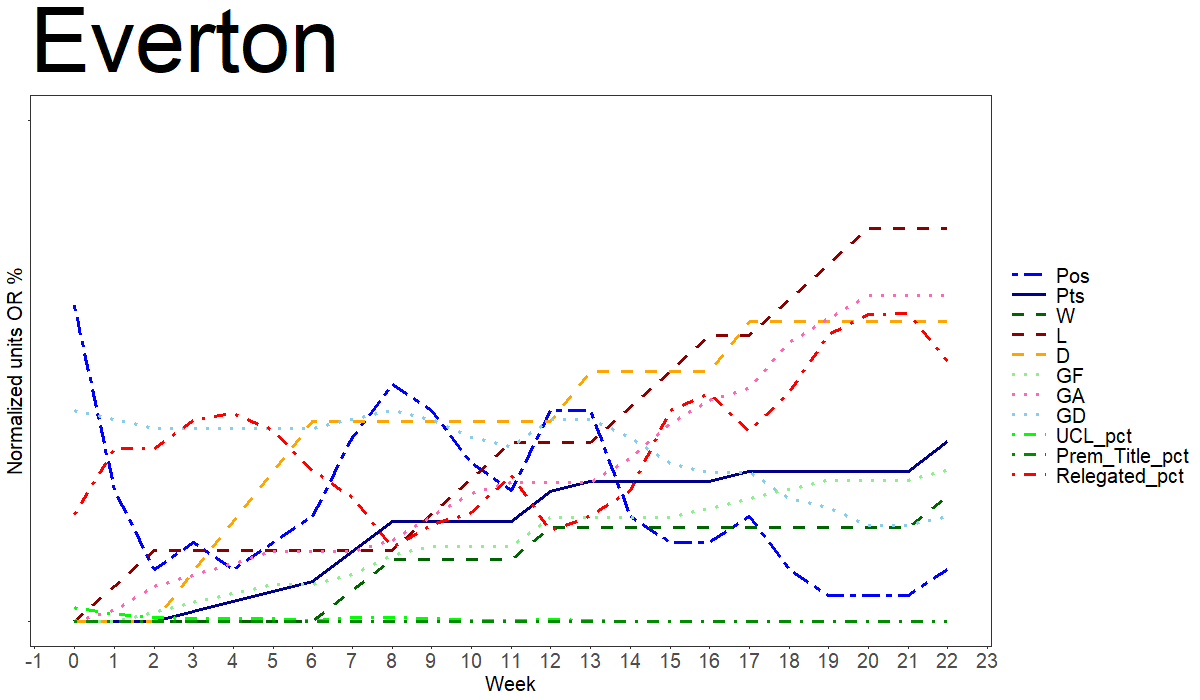 Everton
Normalized units OR %
-1 0 1 2 3 4 5 6 7 8 9 10 11 12 13 14 15 16 17 18 19 20 21 22 23
Week
Pos
Pts
W
L
D
GF
GA
GD
UCL_pct
Prem_Title_pct
Relegated_pct